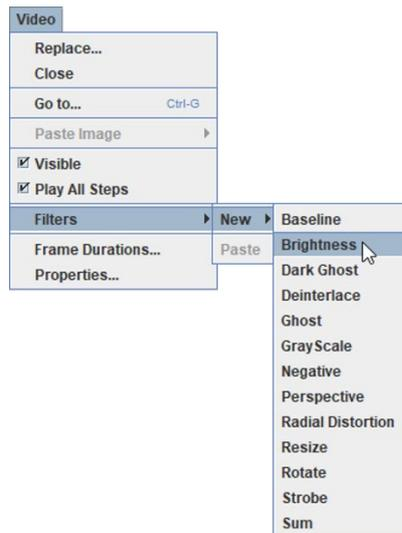 Video
Replace...
Close
Go to... Ctrl-G
Paste Image
Visible
Play All Steps
Filters
Frame Durations...
Properties...
New
Paste
Baseline
Brightness
Dark Ghost
Deinterlace
Ghost
GrayScale
Negative
Perspective
Radial Distortion
Resize
Rotate
Strobe
Sum